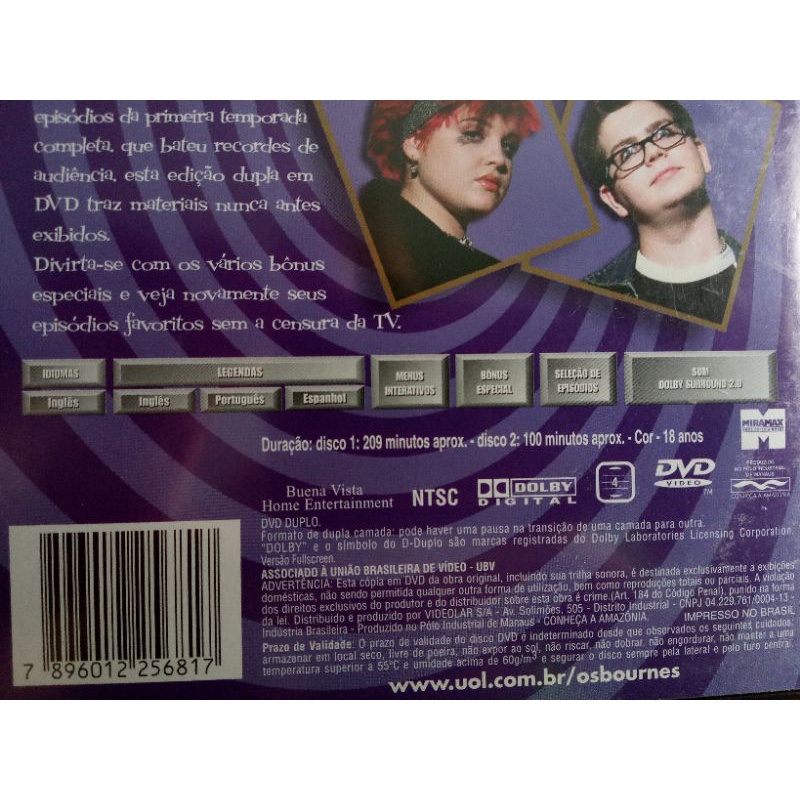 episódios da primeira temporada
completa, que bateu recordes de
audiência, esta edição dupla em
DVD traz materiais nunca antes
exibidos.
Divirta-se com os vários bônus
especiais e veja novamente seus
episódios favoritos sem a censura da TV.
IDIOMAS
LEGENDAS
MENUS
INTERATIVOS
BÔNUS
ESPECIAL
SELEÇÃO DE
EPISÓDIOS
SOM
DOLBY SURROUND 2.0
Inglês
Inglês
Português
Espanhol
Duração: disco 1: 209 minutos aprox. - disco 2: 100 minutos aprox. - Cor - 18 anos
MIRAMAX
Buena Vista
Home Entertainment
NTSC
DOLBY
DIGITAL
4
DVD
VIDEO
TM
PRODUZIDO
NO PÓLO INDUSTRIAL
DE MANAUS
CONHEÇA A AMAZÔNIA
DVD DUPLO.
Formato de dupla camada: pode haver uma pausa na transição de uma camada para outra.
"DOLBY" e o símbolo do D-Duplo são marcas registradas do Dolby Laboratories Licensing Corporation.
Versão Fullscreen.
ASSOCIADO À UNIÃO BRASILEIRA DE VÍDEO - UBV
ADVERTÊNCIA: Esta cópia em DVD da obra original, incluindo sua trilha sonora, é destinada exclusivamente a exibições
domésticas, não sendo permitida qualquer outra forma de utilização, bem como reproduções totais ou parciais. A violação
dos direitos exclusivos do produtor e do distribuidor sobre esta obra é crime.(Art. 184 do Código Penal), punido na forma
da lei. Distribuído e produzido por VIDEOLAR S/A - Av. Solimões, 505 - Distrito Industrial - CNPJ 04.229.761/0004-13 -
Indústria Brasileira - Produzido no Pólo Industrial de Manaus - CONHEÇA A AMAZÔNIA. IMPRESSO NO BRASIL
Prazo de Validade: O prazo de validade do disco DVD é indeterminado desde que observados os seguintes cuidados:
armazenar em local seco, livre de poeira, não expor ao sol, não riscar, não dobrar, não engordurar, não manter a uma
temperatura superior a 55°C e umidade acima de 60g/m³ e segurar o disco sempre pela lateral e pelo furo central.
7 896012 256817
www.uol.com.br/osbournes